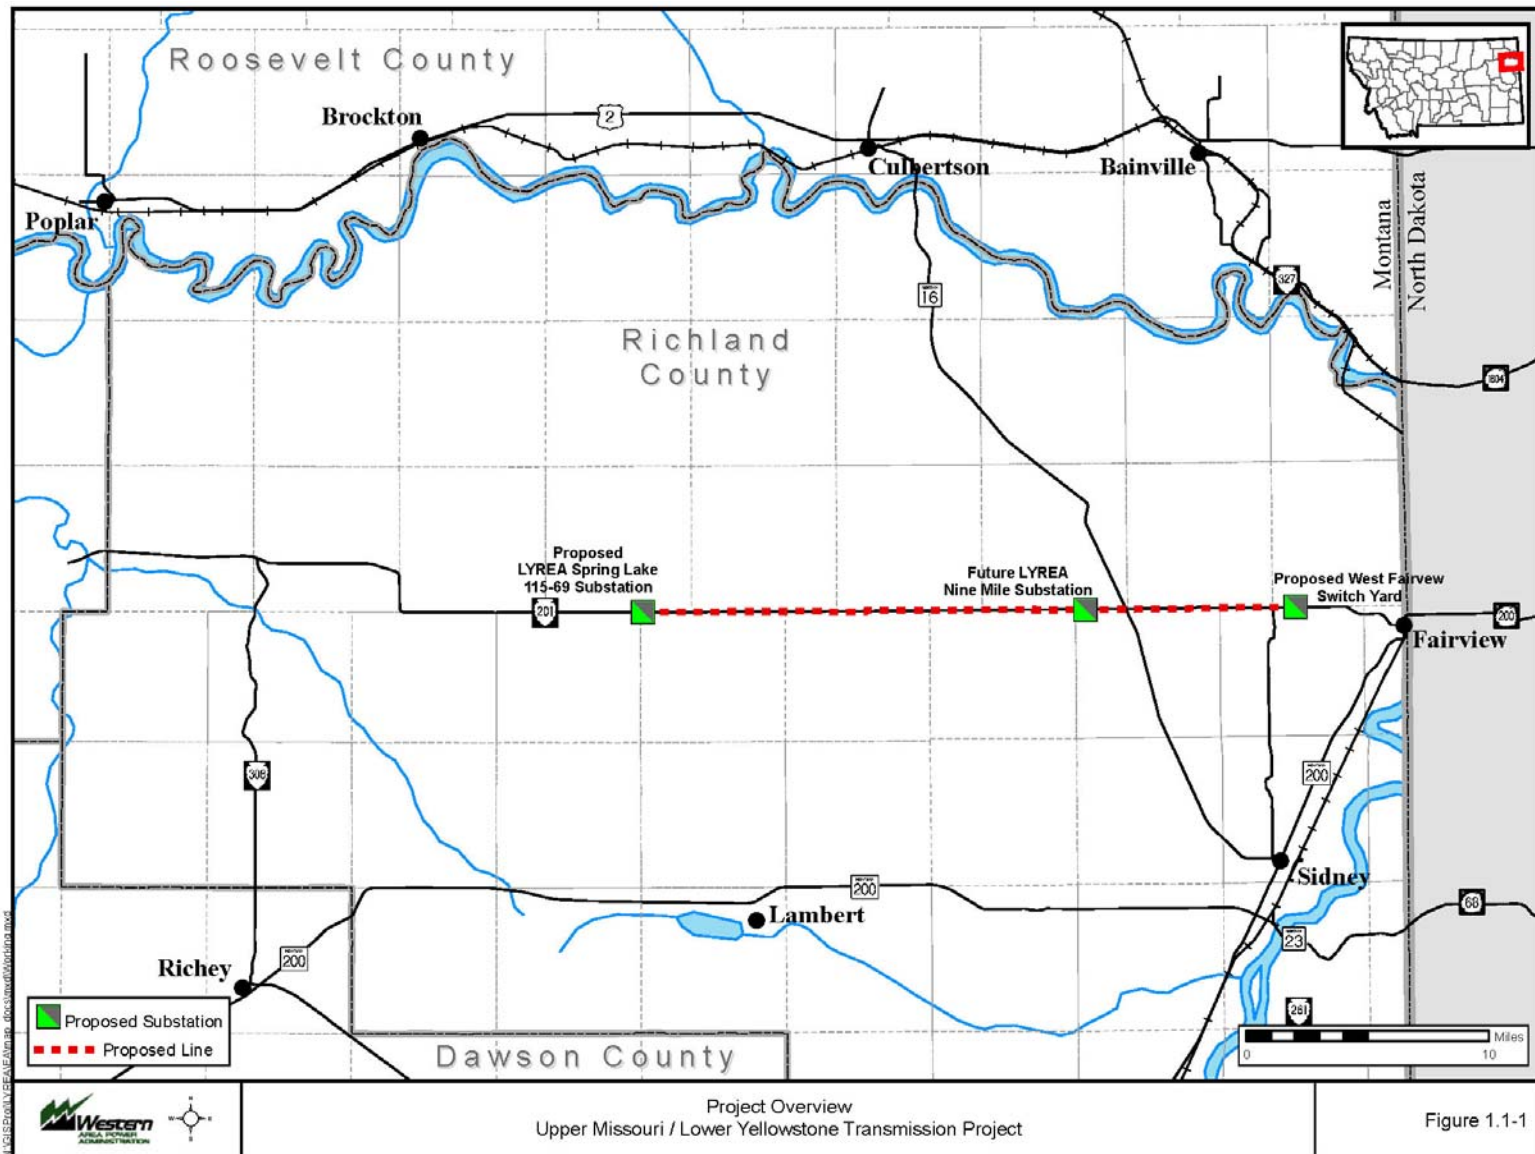 Roosevelt County
Brockton
2
Culbertson
Bainville
Poplar
Montana
North Dakota
327
16
Richland
County
1804
Proposed
LYREA Spring Lake
115-69 Substation
Future LYREA
Nine Mile Substation
Proposed West Fairvew
Switch Yard
201
200
Fairview
308
200
Sidney
200
Lambert
68
23
Richey
200
261
Proposed Substation
Proposed Line
Dawson County
Miles
0
10
Western
AREA POWER
ADMINISTRATION
N
W
E
S
Project Overview
Upper Missouri / Lower Yellowstone Transmission Project
Figure 1.1-1